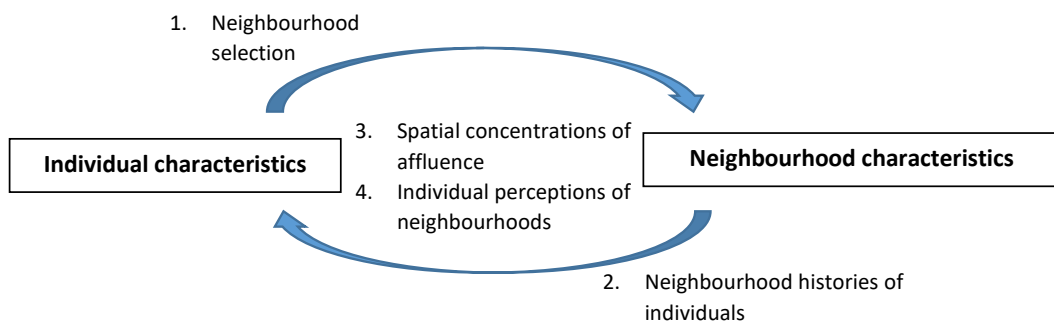 1. Neighbourhood
selection
3. Spatial concentrations of
affluence
Individual characteristics
Neighbourhood characteristics
4. Individual perceptions of
neighbourhoods
2. Neighbourhood histories of
individuals